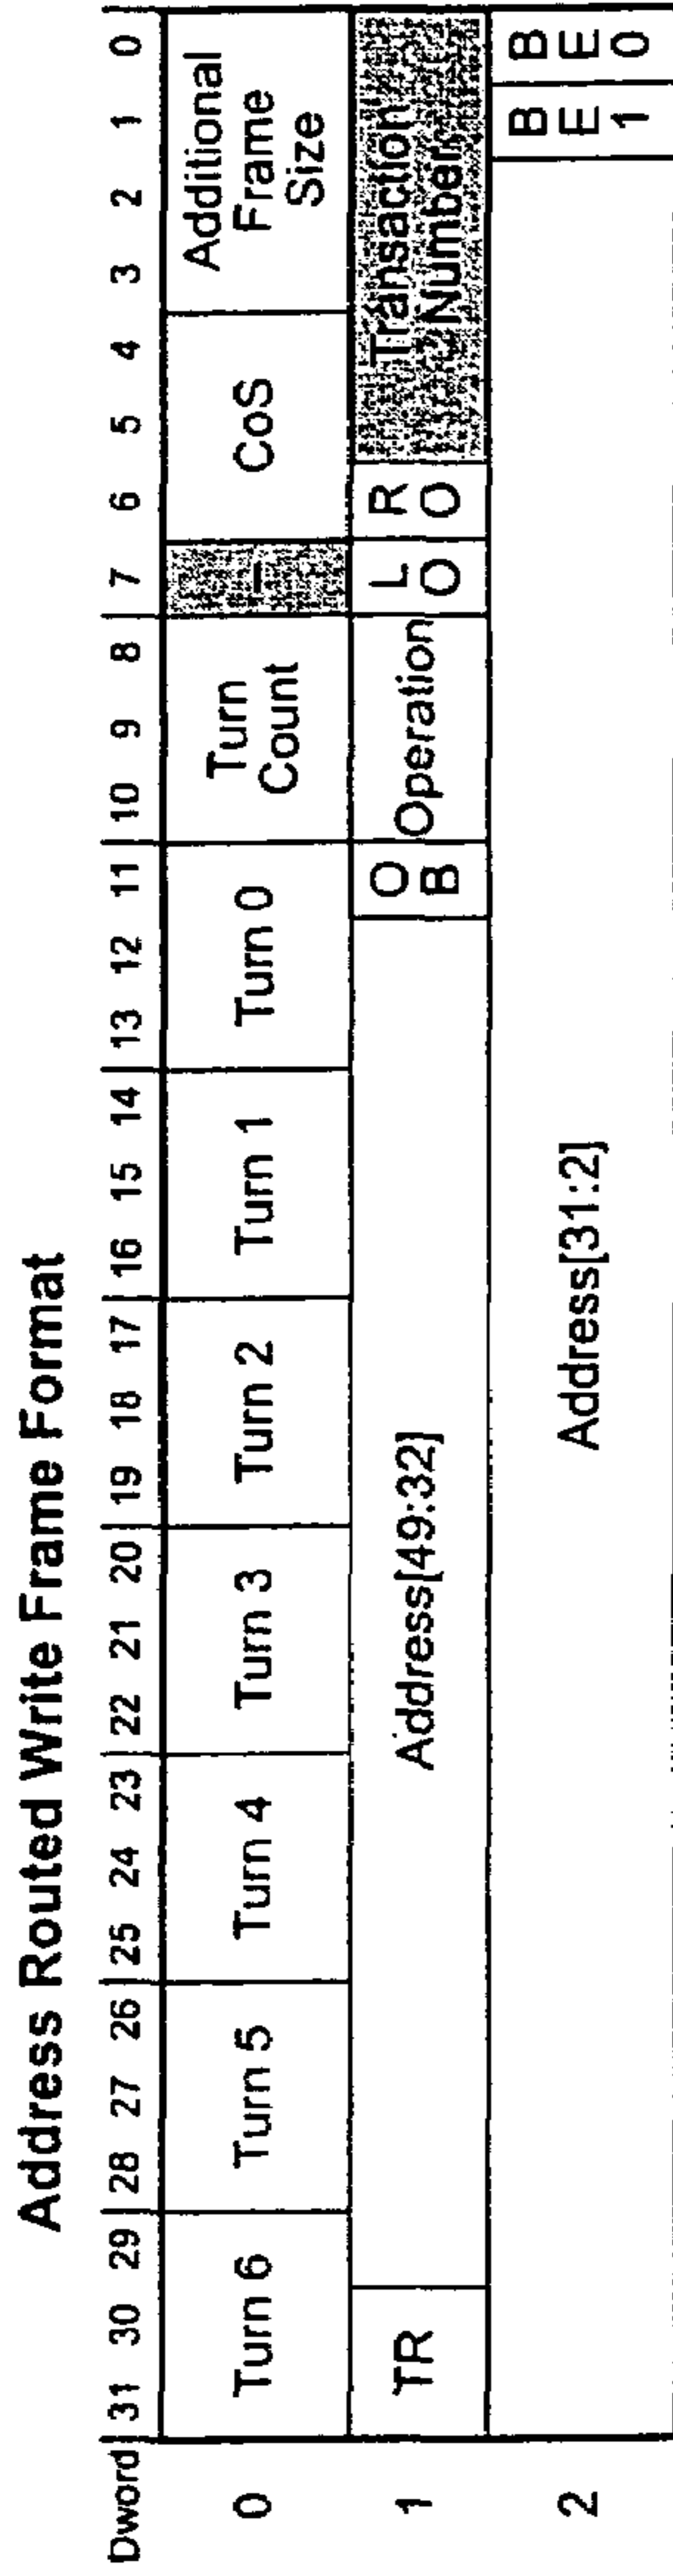 Address Routed Write Frame Format
Dword 31 30 29 28 27 26 25 24 23 22 21 20 19 18 17 16 15 14 13 12 11 10 9 8 7 6 5 4 3 2 1 0
0 Turn 6 Turn 5 Turn 4 Turn 3 Turn 2 Turn 1 Turn 0 Turn Count - CoS Additional Frame Size
1 TR Address[49:32] OB Operation LO RO Transaction Number
2 Address[31:2] BE1 BE0